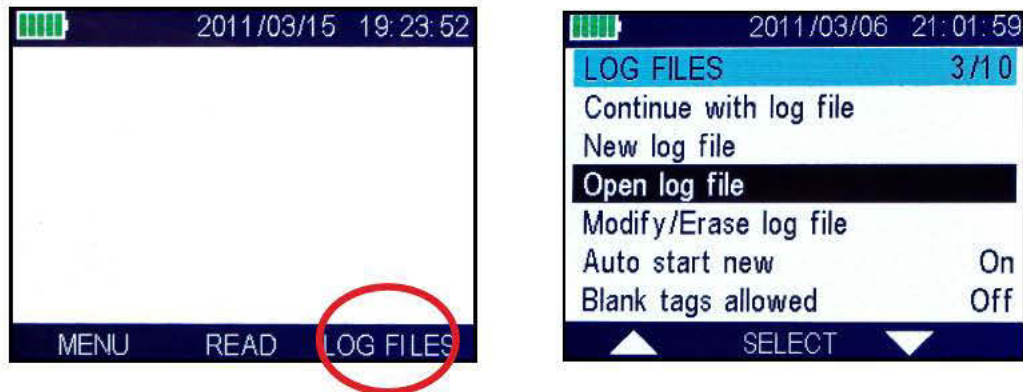 2011/03/15 19:23:52
MENU READ LOG FILES
2011/03/06 21:01:59
LOG FILES 3/10
Continue with log file
New log file
Open log file
Modify/Erase log file
Auto start new On
Blank tags allowed Off
SELECT